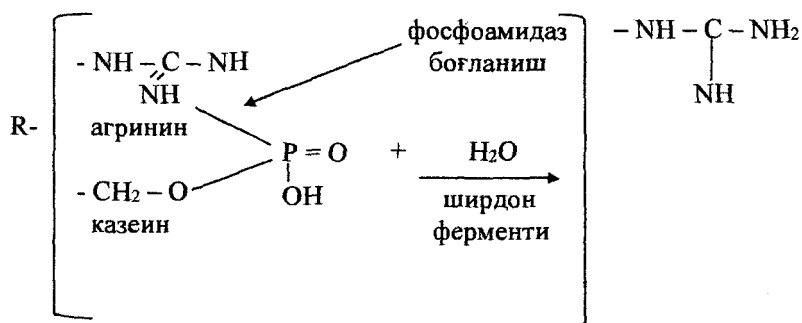 фосфоамидаз
боғланиш
- NH – C – NH
NH
агринин
– NH – C – NH₂
NH
R-
P = O
+
H₂O
OH
- CH₂ – O
казеин
ширдон
ферменти